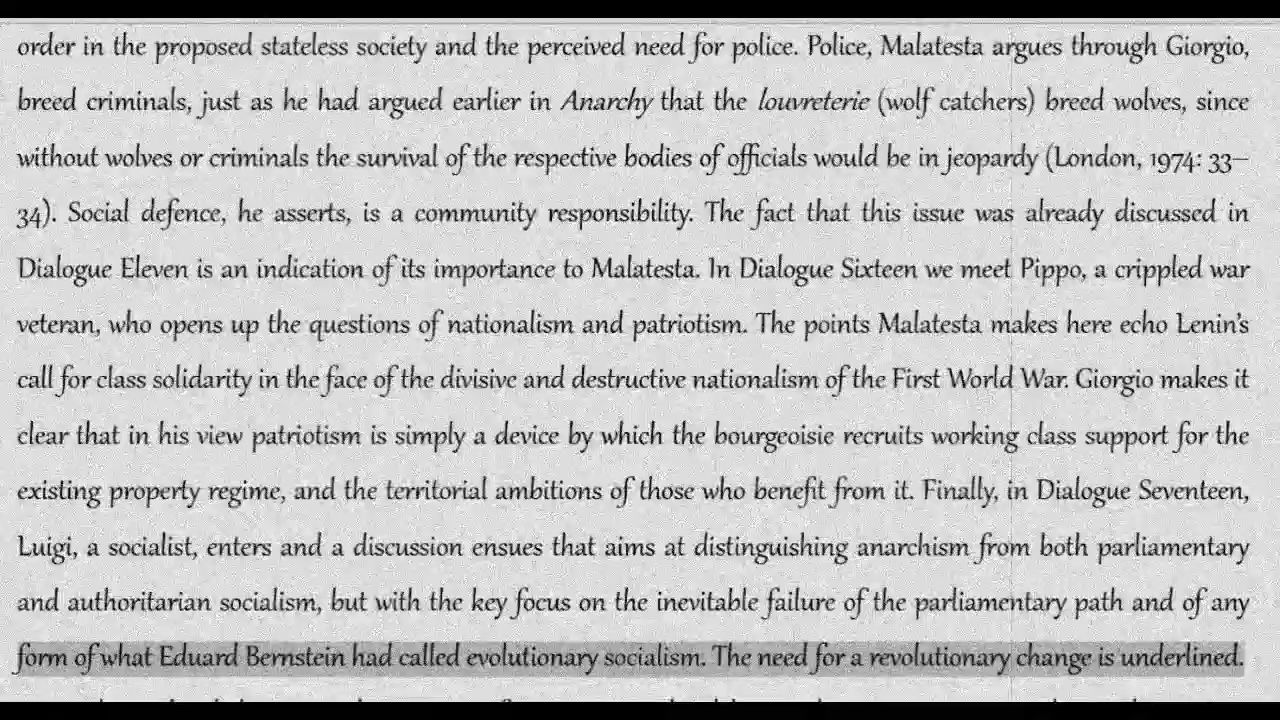 order in the proposed stateless society and the perceived need for police. Police, Malatesta argues through Giorgio,
breed criminals, just as he had argued earlier in Anarchy that the louvreterie (wolf catchers) breed wolves, since
without wolves or criminals the survival of the respective bodies of officials would be in jeopardy (London, 1974: 33–
34). Social defence, he asserts, is a community responsibility. The fact that this issue was already discussed in
Dialogue Eleven is an indication of its importance to Malatesta. In Dialogue Sixteen we meet Pippo, a crippled war
veteran, who opens up the questions of nationalism and patriotism. The points Malatesta makes here echo Lenin's
call for class solidarity in the face of the divisive and destructive nationalism of the First World War. Giorgio makes it
clear that in his view patriotism is simply a device by which the bourgeoisie recruits working class support for the
existing property regime, and the territorial ambitions of those who benefit from it. Finally, in Dialogue Seventeen,
Luigi, a socialist, enters and a discussion ensues that aims at distinguishing anarchism from both parliamentary
and authoritarian socialism, but with the key focus on the inevitable failure of the parliamentary path and of any
form of what Eduard Bernstein had called evolutionary socialism. The need for a revolutionary change is underlined.